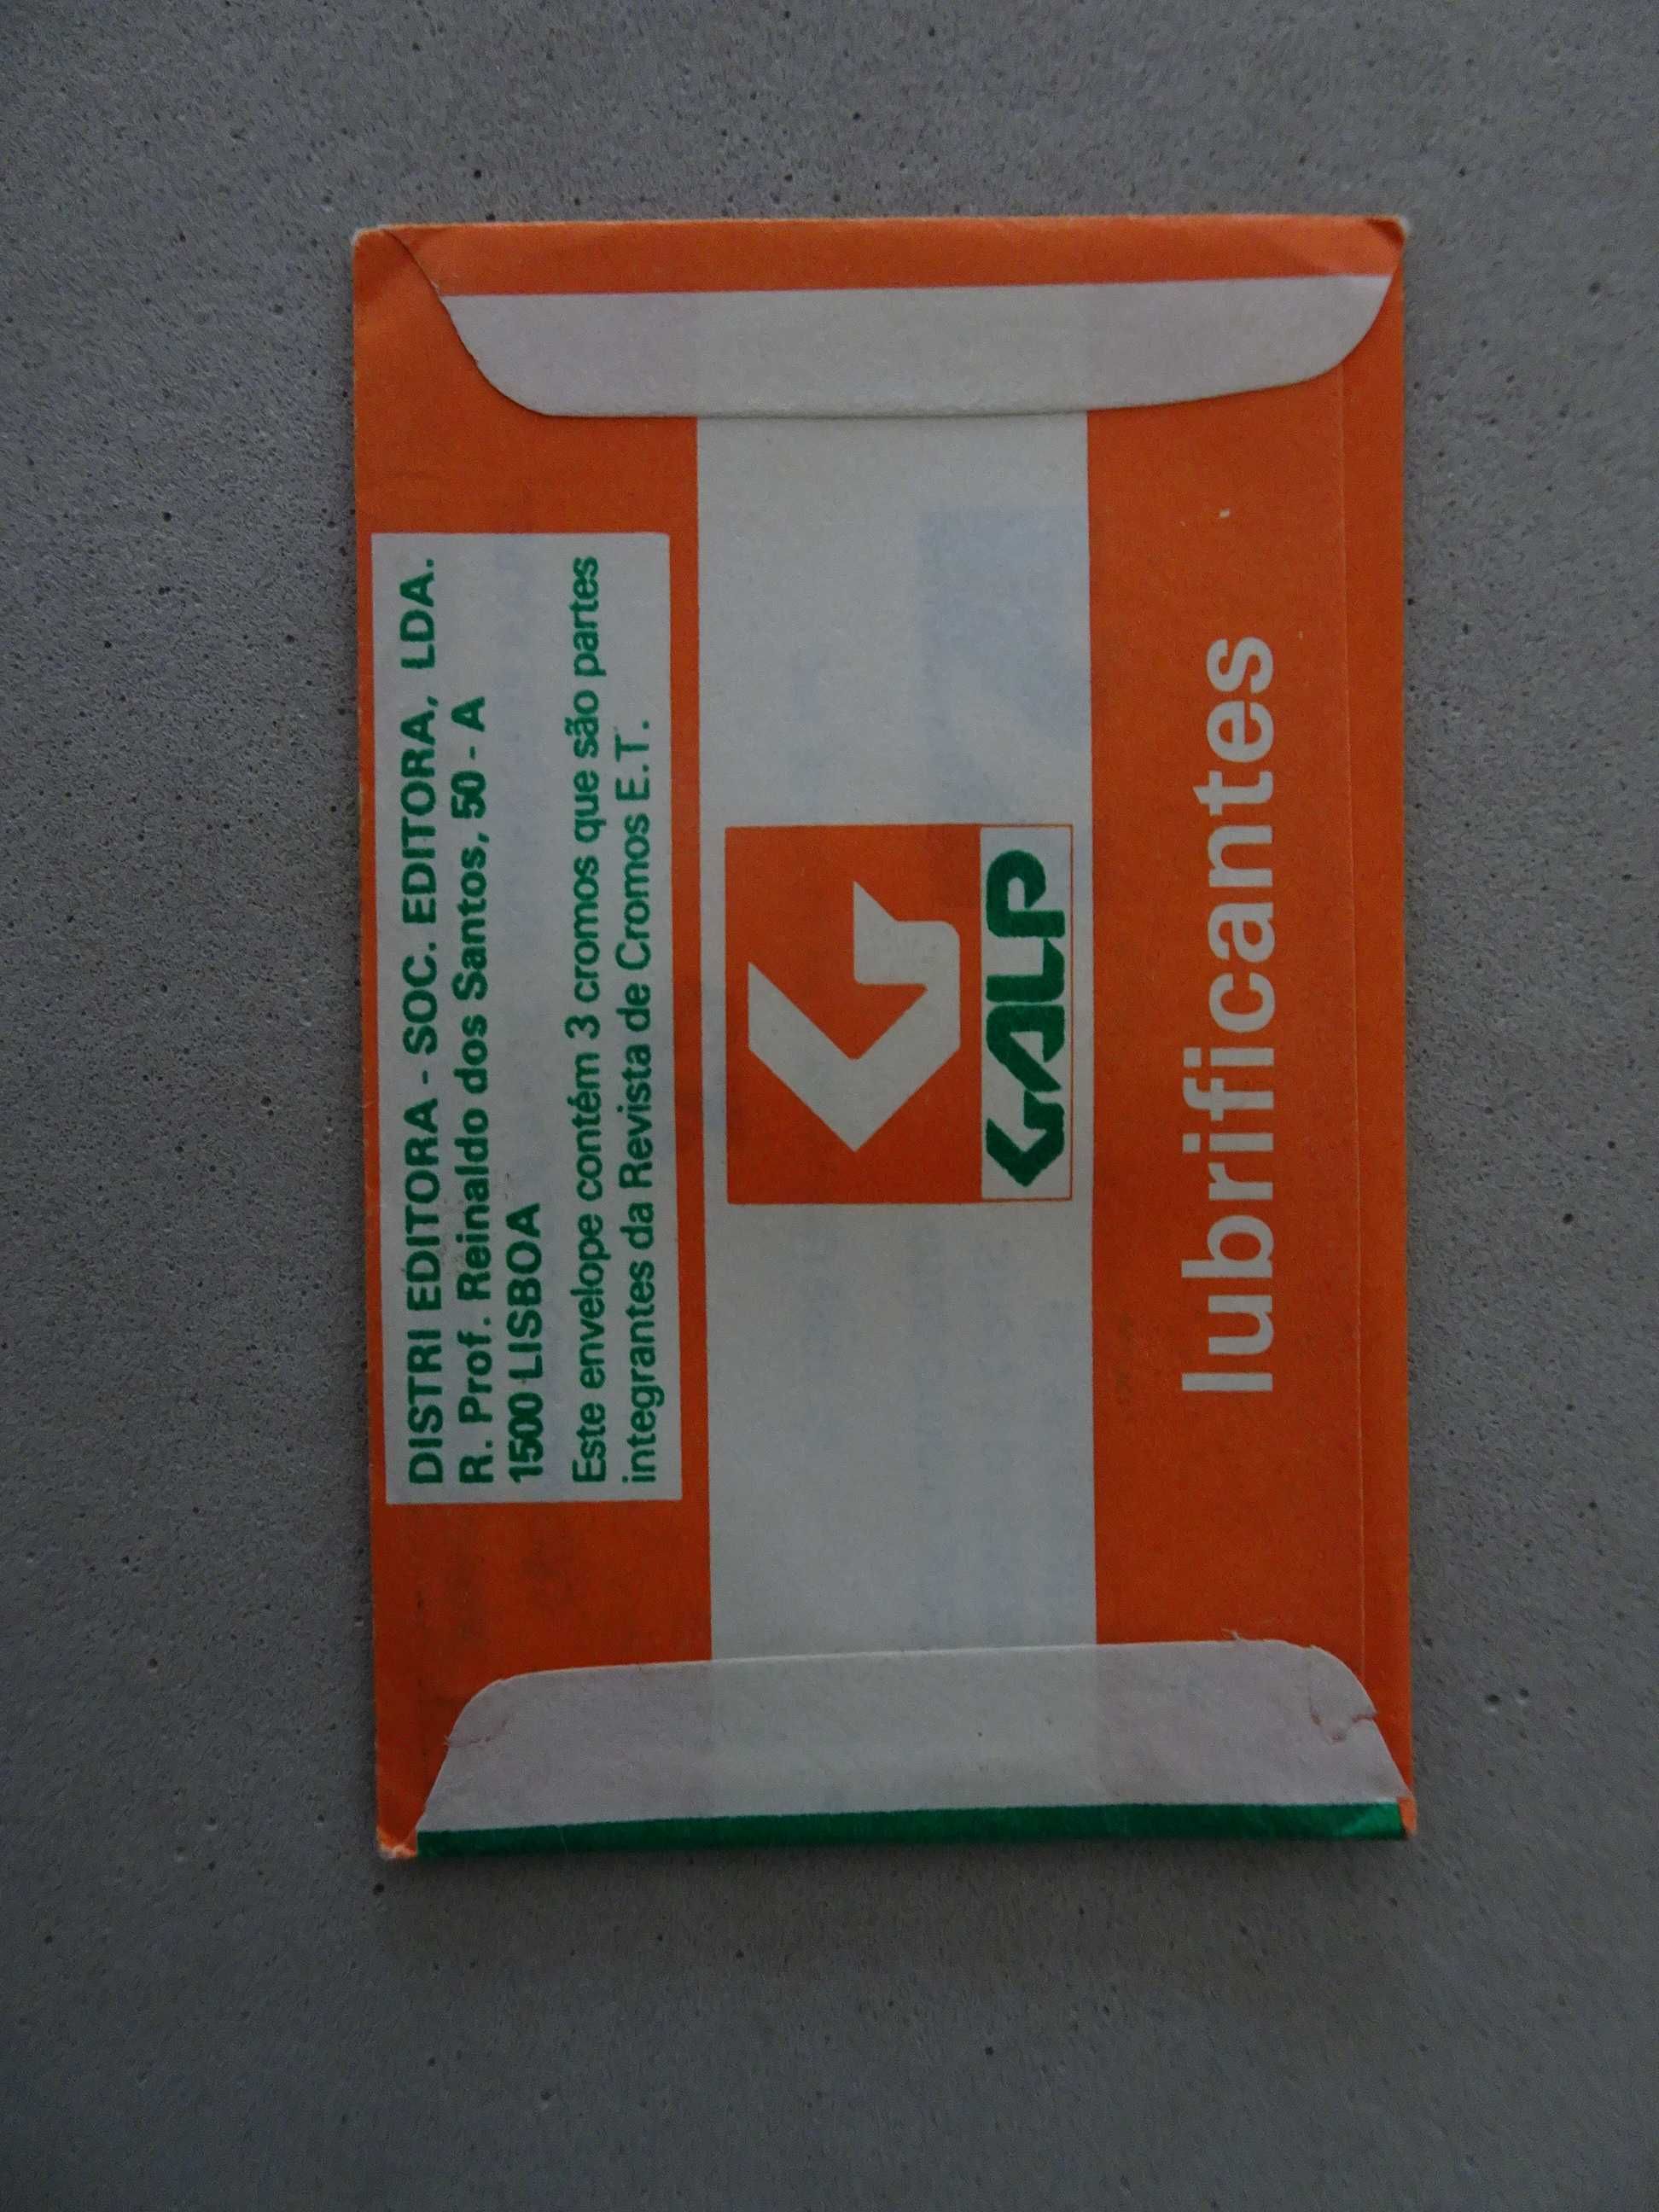 DISTRI EDITORA - SOC. EDITORA, LDA.
R. Prof. Reinaldo dos Santos, 50 - A
1500 LISBOA
Este envelope contém 3 cromos que são partes
integrantes da Revista de Cromos E.T.
GALP
lubrificantes